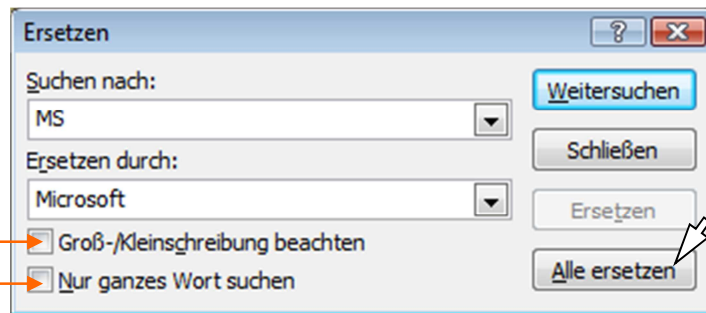 Ersetzen
Suchen nach:
MS
Ersetzen durch:
Microsoft
Groß-/Kleinschreibung beachten
Nur ganzes Wort suchen
Weitersuchen
Schließen
Ersetzen
Alle ersetzen